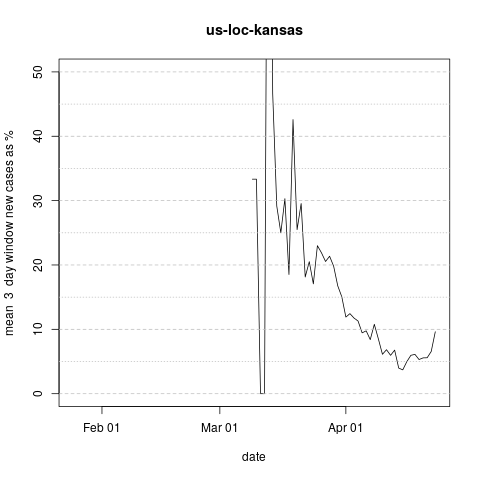 us-loc-kansas
mean 3 day window new cases as %
50
40
30
20
10
0
Feb 01
Mar 01
Apr 01
date